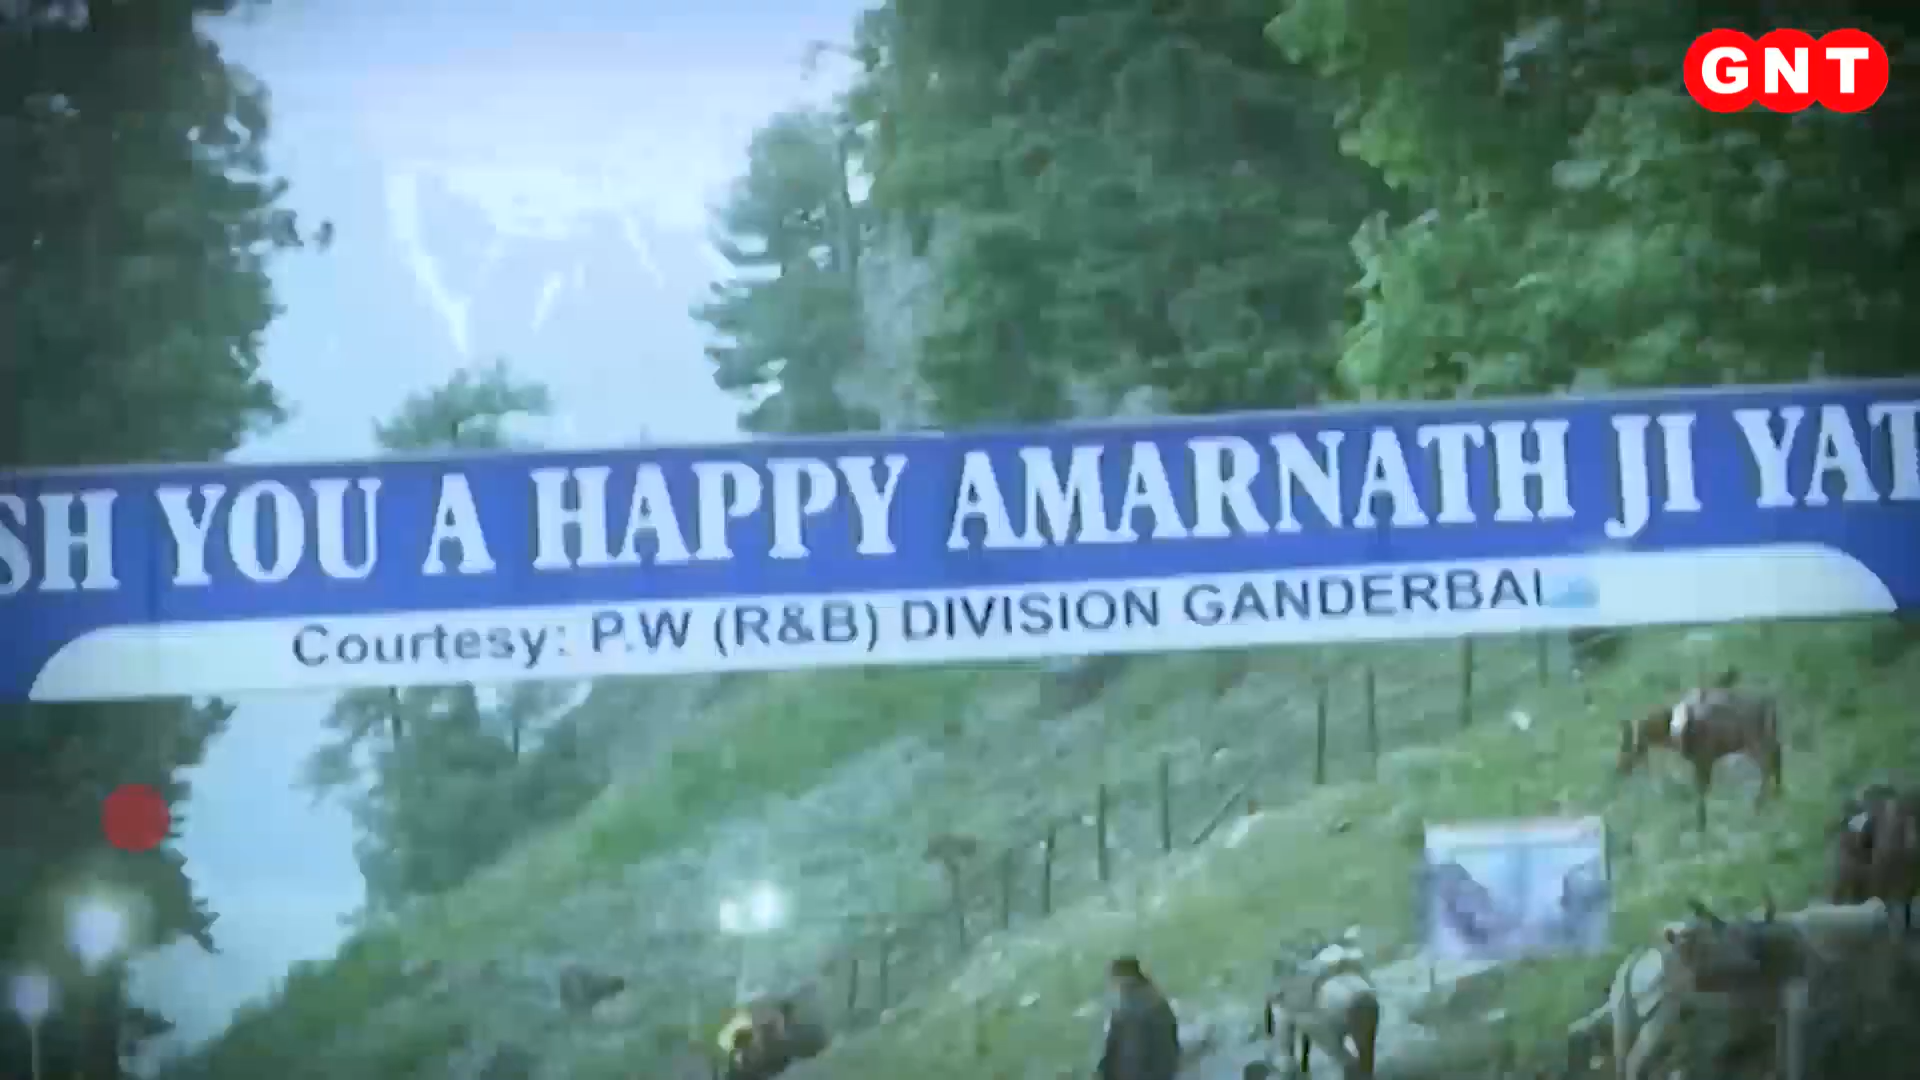 GNT
SH YOU A HAPPY AMARNATH JI YAT
Courtesy: P.W (R&B) DIVISION GANDERBAL